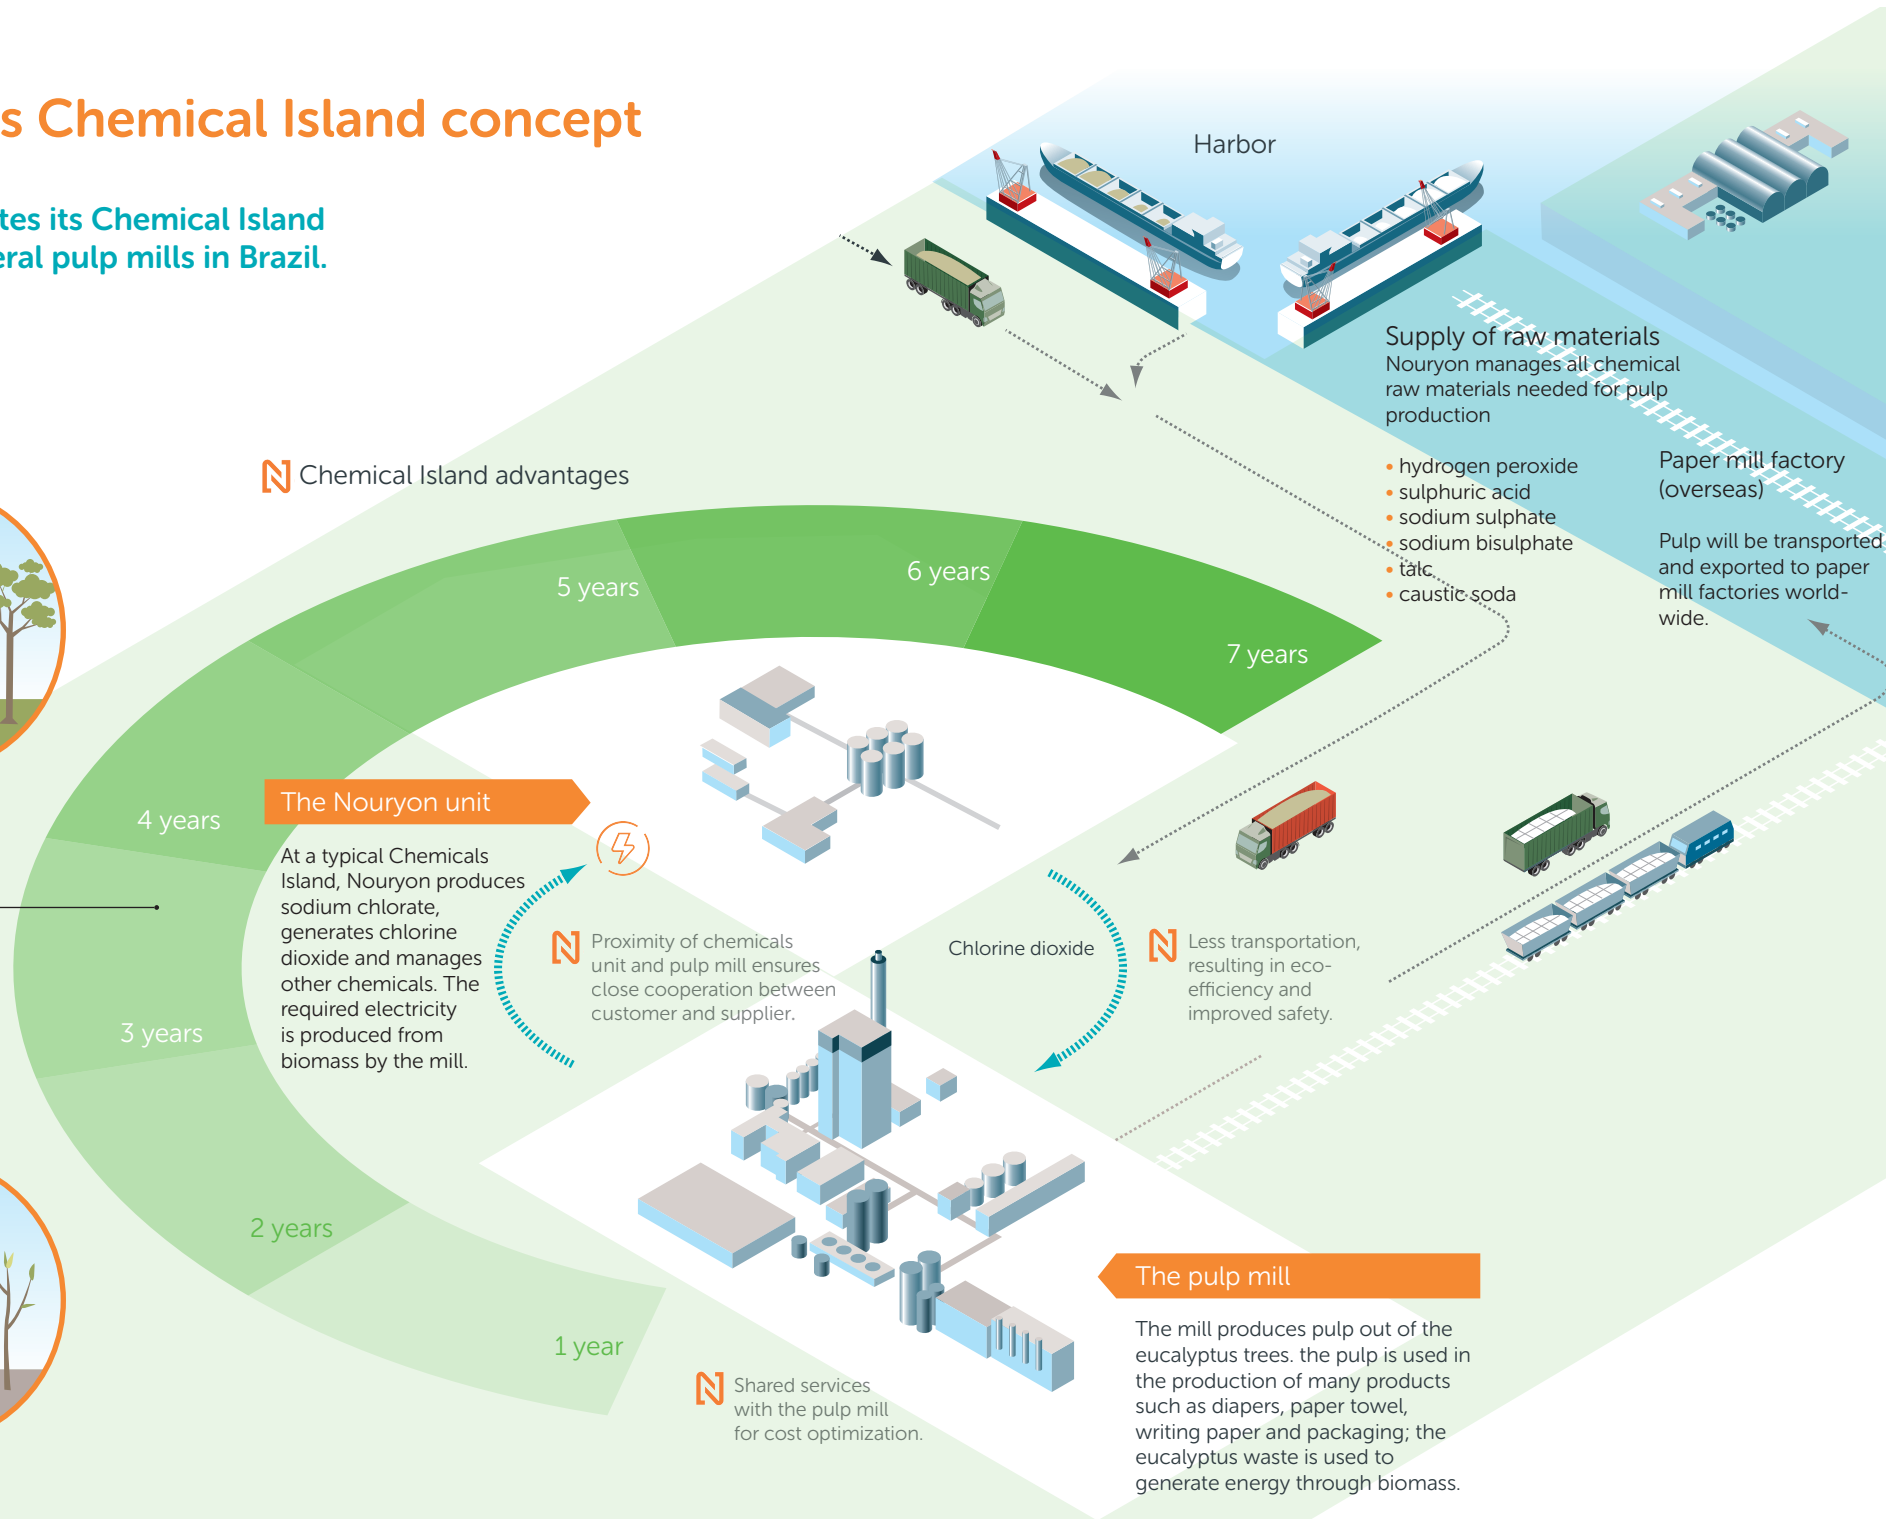 s Chemical Island concept
tes its Chemical Island
eral pulp mills in Brazil.
Harbor
Supply of raw materials
Nouryon manages all chemical
raw materials needed for pulp
production
• hydrogen peroxide
• sulphuric acid
• sodium sulphate
• sodium bisulphate
• talc
• caustic soda
Paper mill factory
(overseas)
Pulp will be transported
and exported to paper
mill factories world-
wide.
Chemical Island advantages
5 years
6 years
7 years
4 years
3 years
2 years
1 year
The Nouryon unit
At a typical Chemicals
Island, Nouryon produces
sodium chlorate,
generates chlorine
dioxide and manages
other chemicals. The
required electricity
is produced from
biomass by the mill.
Proximity of chemicals
unit and pulp mill ensures
close cooperation between
customer and supplier.
Chlorine dioxide
Less transportation,
resulting in eco-
efficiency and
improved safety.
The pulp mill
The mill produces pulp out of the
eucalyptus trees. the pulp is used in
the production of many products
such as diapers, paper towel,
writing paper and packaging; the
eucalyptus waste is used to
generate energy through biomass.
Shared services
with the pulp mill
for cost optimization.